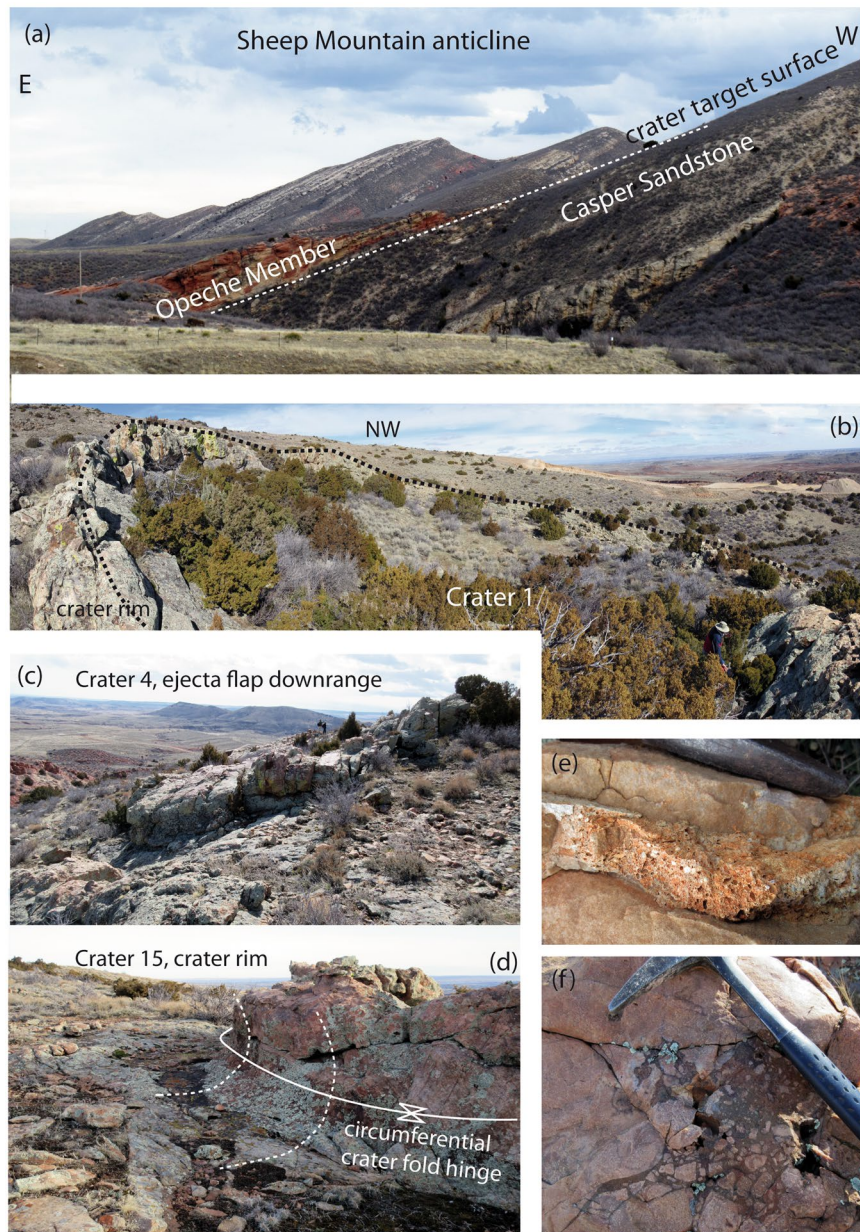 (a)
Sheep Mountain anticline
W
E
crater target surface
Casper Sandstone
Opeche Member
NW
(b)
crater rim
Crater 1
(c)
Crater 4, ejecta flap downrange
(e)
Crater 15, crater rim
(d)
circumferential
crater fold hinge
(f)